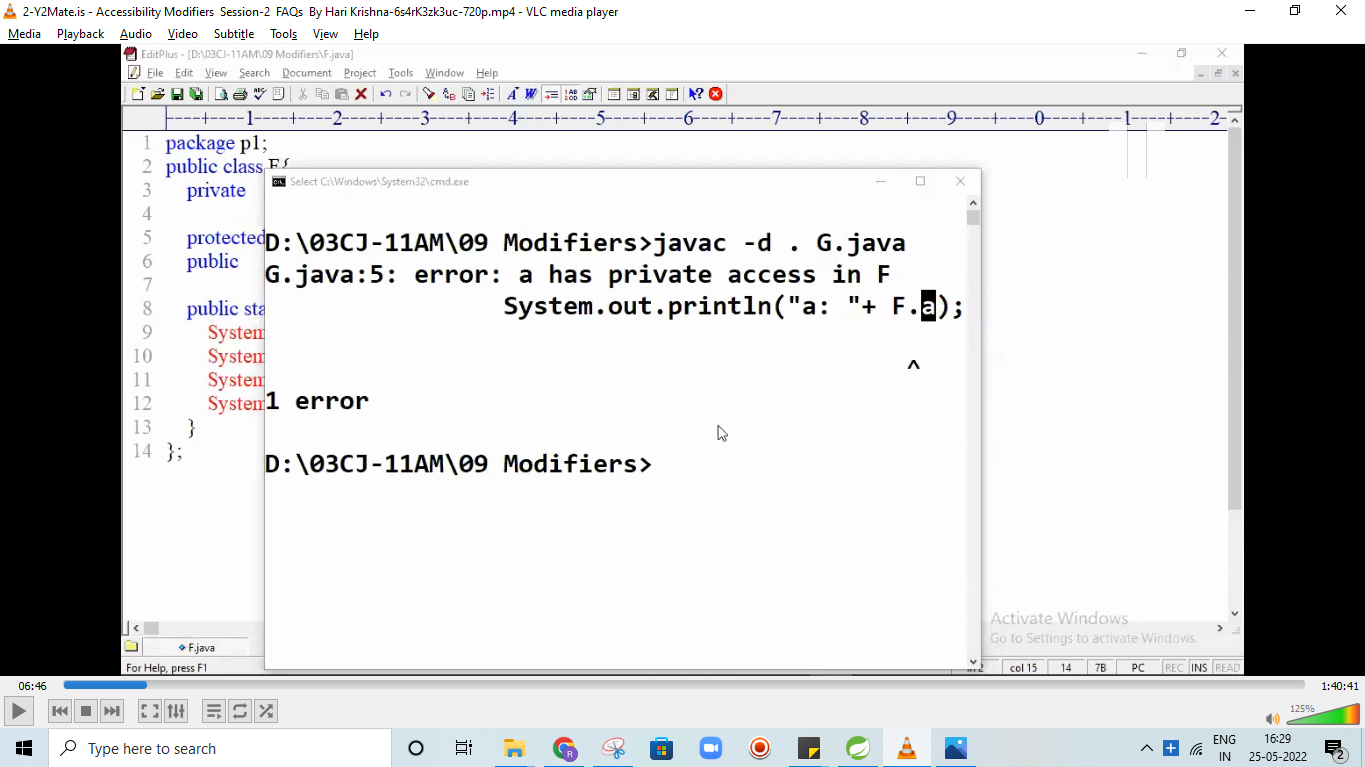 2-Y2Mate.is - Accessibility Modifiers Session-2 FAQs By Hari Krishna-6s4rK3zk3uc-720p.mp4 - VLC media player
Media Playback Audio Video Subtitle Tools View Help
EditPlus - [D:\03CJ-11AM\09 Modifiers\F.java]
File Edit View Search Document Project Tools Window Help
----+----1----+----2----+----3----+----4----+----5----+----6----+----7----+----8----+----9----+----0----+----1----+----2-
1 package p1;
2 public class F{
3 private
4
5 protected
6 public
7
8 public sta
9 System
10 System
11 System
12 System
13 }
14 };
Select C:\Windows\System32\cmd.exe
D:\03CJ-11AM\09 Modifiers>javac -d . G.java
G.java:5: error: a has private access in F
System.out.println("a: "+ F.a);
^
1 error
D:\03CJ-11AM\09 Modifiers>
Activate Windows
Go to Settings to activate Windows.
F.java
For Help, press F1
col 15 14 7B PC REC INS READ
06:46
1:40:41
125%
Type here to search
R
ENG
IN
16:29
25-05-2022
2